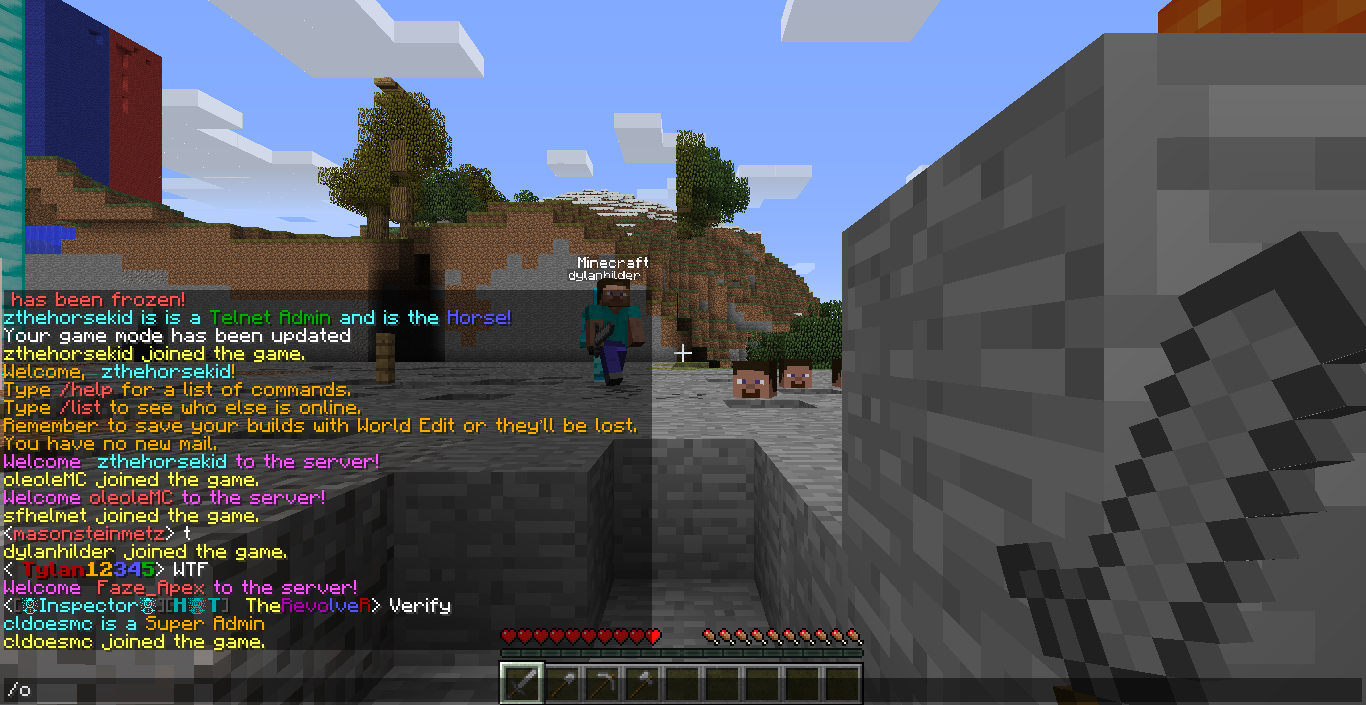 Minecraft
dylanhilder
has been frozen!
zthehorsekid is is a Telnet Admin and is the Horse!
Your game mode has been updated
zthehorsekid joined the game.
Welcome, zthehorsekid!
Type /help for a list of commands.
Type /list to see who else is online.
Remember to save your builds with World Edit or they'll be lost.
You have no new mail.
Welcome zthehorsekid to the server!
oleoleMC joined the game.
Welcome oleoleMC to the server!
sfhelmet joined the game.
<masonsteinmetz> t
dylanhilder joined the game.
< Tylan12345> WTF
Welcome Faze_Apex to the server!
Inspector TheRevolveR> Verify
cldoesmc is a Super Admin
cldoesmc joined the game.
/o